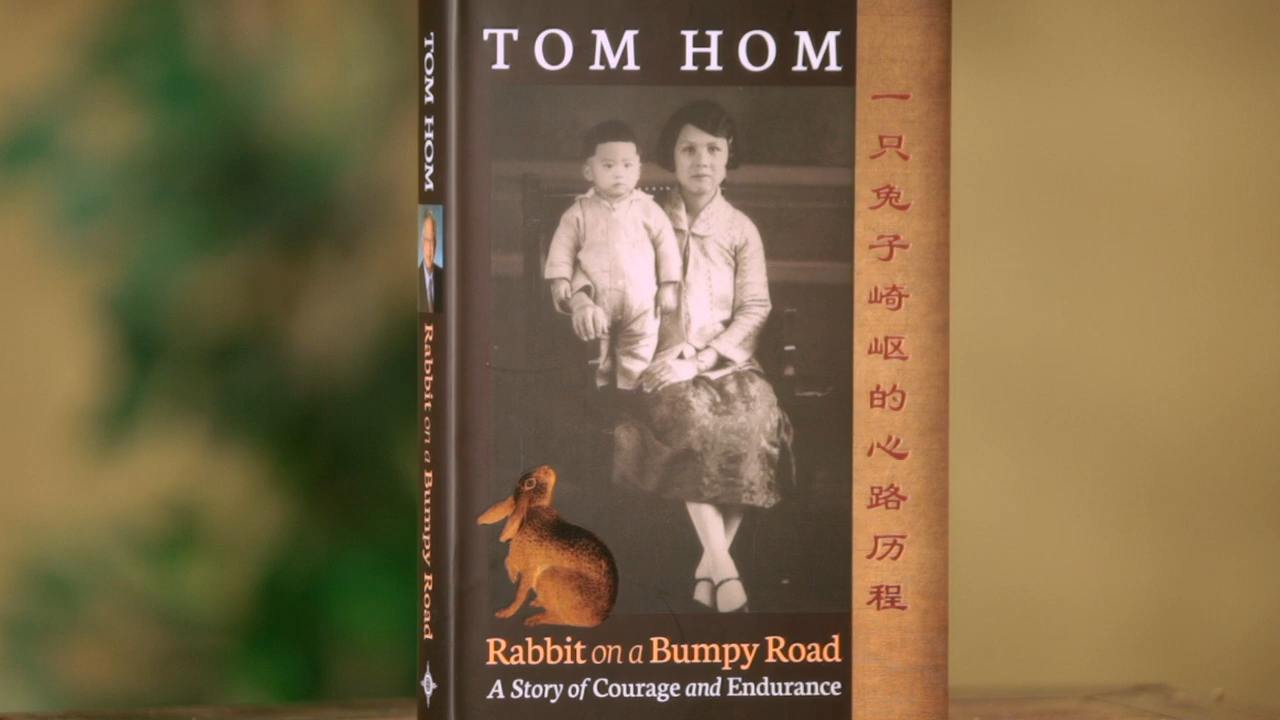 TOM HOM
Rabbit on a Bumpy Road
TOM HOM
Rabbit on a Bumpy Road
A Story of Courage and Endurance
一只兔子崎岖的心路历程